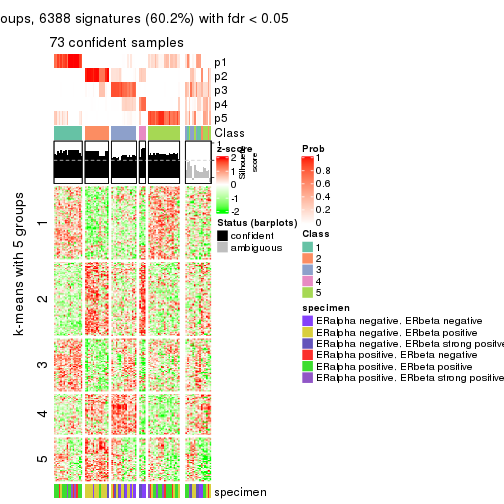 oups, 6388 signatures (60.2%) with fdr < 0.05
73 confident samples
p1
p2
p3
p4
p5
Class
z-score
2
1
0
-1
-2
1
0.5
0
Silhouette
score
Status (barplots)
confident
ambiguous
Prob
1
0.8
0.6
0.4
0.2
0
Class
1
2
3
4
5
specimen
ERalpha negative. ERbeta negative
ERalpha negative. ERbeta positive
ERalpha negative. ERbeta strong positive
ERalpha positive. ERbeta negative
ERalpha positive. ERbeta positive
ERalpha positive. ERbeta strong positive
k-means with 5 groups
1
2
3
4
5
specimen